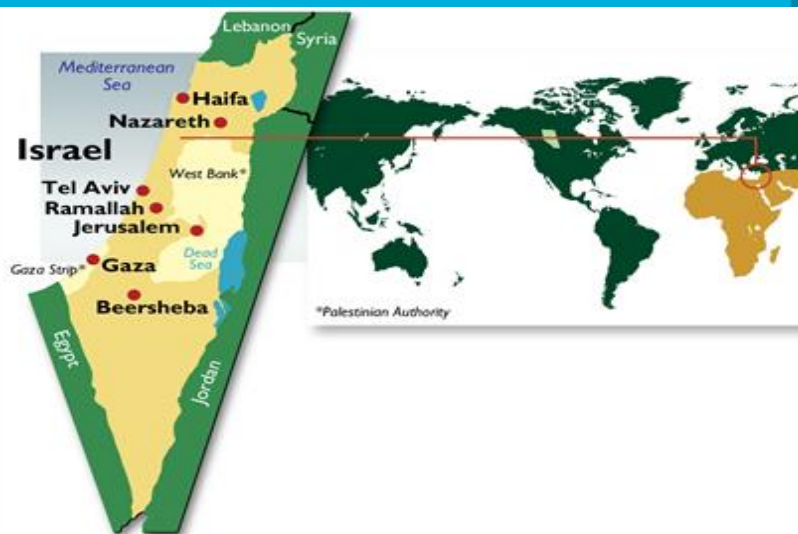 Lebanon
Syria
Mediterranean
Sea
Haifa
Nazareth
Israel
West Bank*
Tel Aviv
Ramallah
Jerusalem
Dead
Sea
Gaza Strip*
Gaza
Beersheba
Egypt
Jordan
*Palestinian Authority